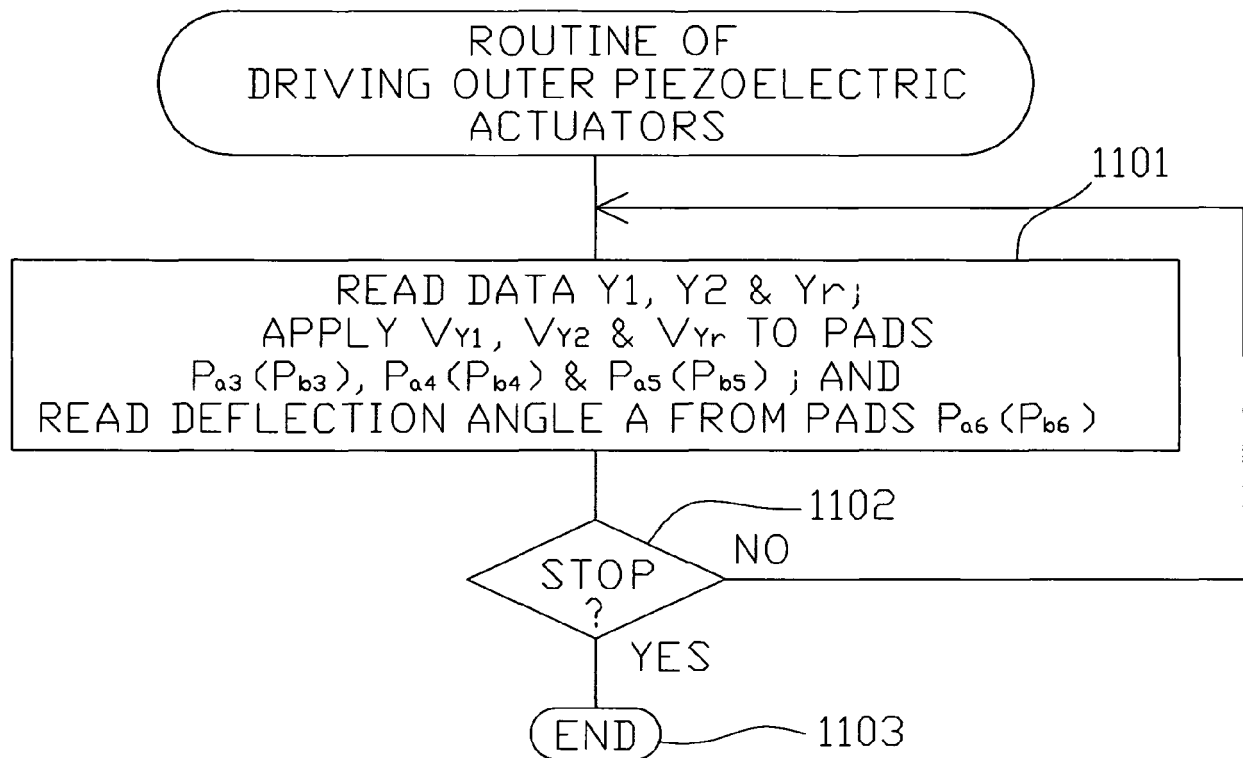 ROUTINE OF
DRIVING OUTER PIEZOELECTRIC
ACTUATORS
1101
READ DATA Y1, Y2 & Yr;
APPLY VY1, VY2 & VYr TO PADS
Pa3(Pb3), Pa4(Pb4) & Pa5(Pb5); AND
READ DEFLECTION ANGLE A FROM PADS Pa6(Pb6)
1102
NO
STOP
?
YES
END
1103